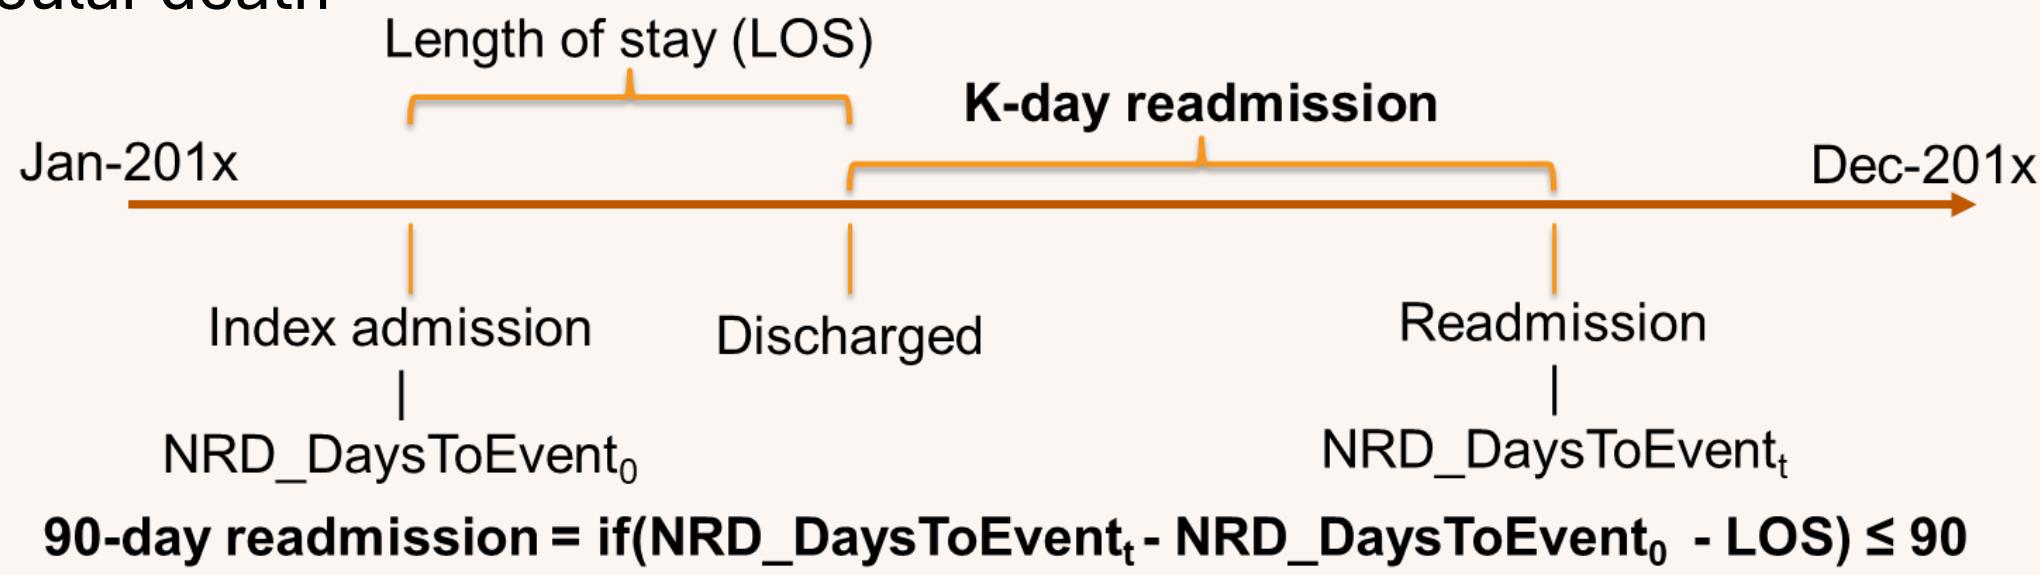 death
Length of stay (LOS)
K-day readmission
Jan-201x
Dec-201x
Index admission
Discharged
Readmission
NRD_DaysToEvent₀
NRD_DaysToEventₜ
90-day readmission = if(NRD_DaysToEventₜ - NRD_DaysToEvent₀ - LOS) ≤ 90